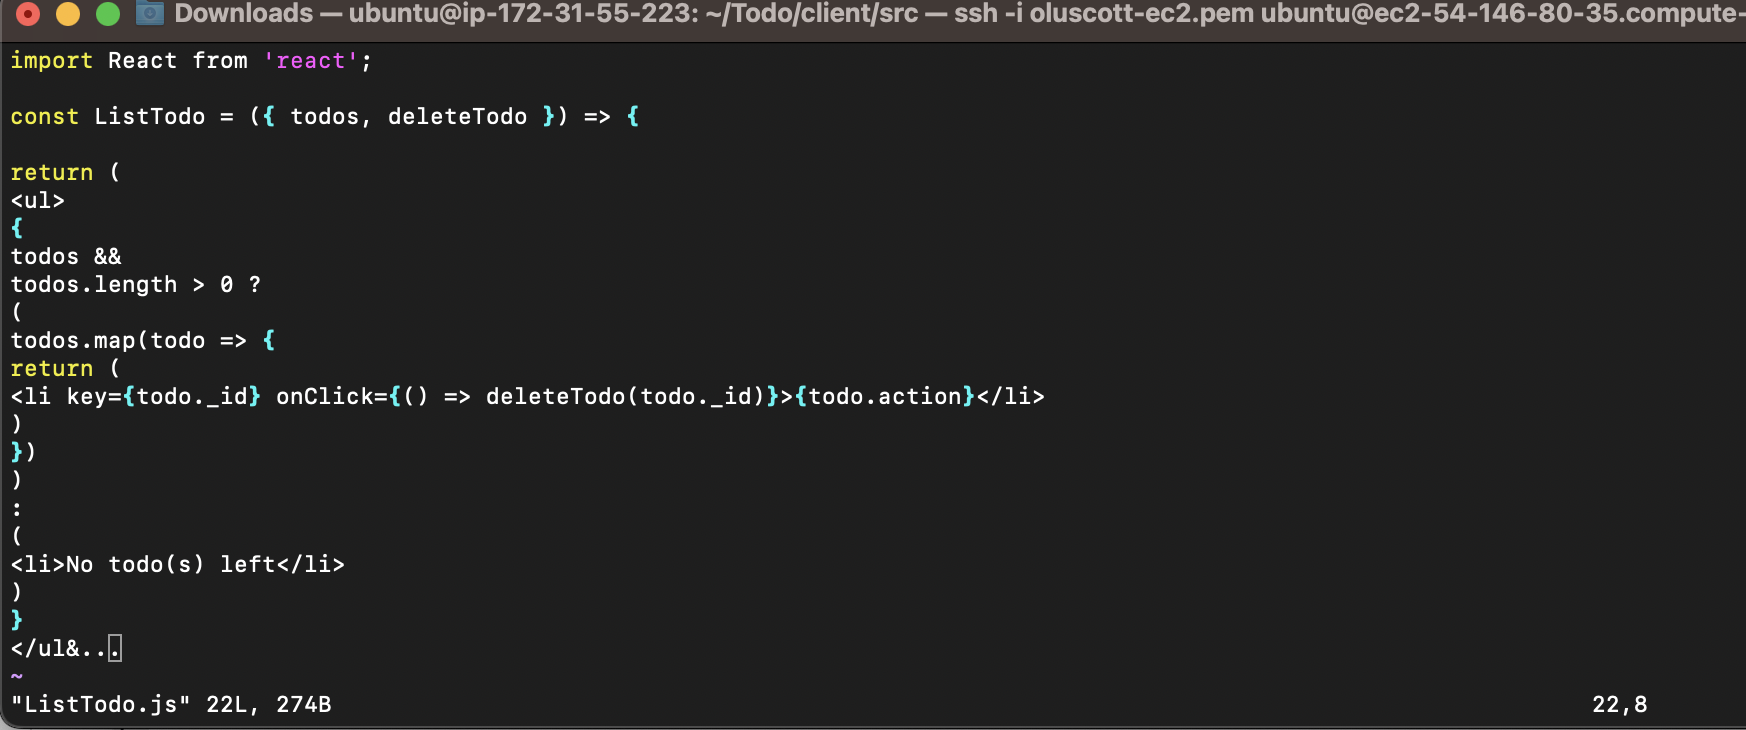 Downloads — ubuntu@ip-172-31-55-223: ~/Todo/client/src — ssh -i oluscott-ec2.pem ubuntu@ec2-54-146-80-35.compute-
import React from 'react';
const ListTodo = ({ todos, deleteTodo }) => {
return (
<ul>
{
todos &&
todos.length > 0 ?
(
todos.map(todo => {
return (
<li key={todo._id} onClick={() => deleteTodo(todo._id)}>{todo.action}</li>
)
})
)
:
(
<li>No todo(s) left</li>
)
}
</ul&...
~
"ListTodo.js" 22L, 274B 22,8